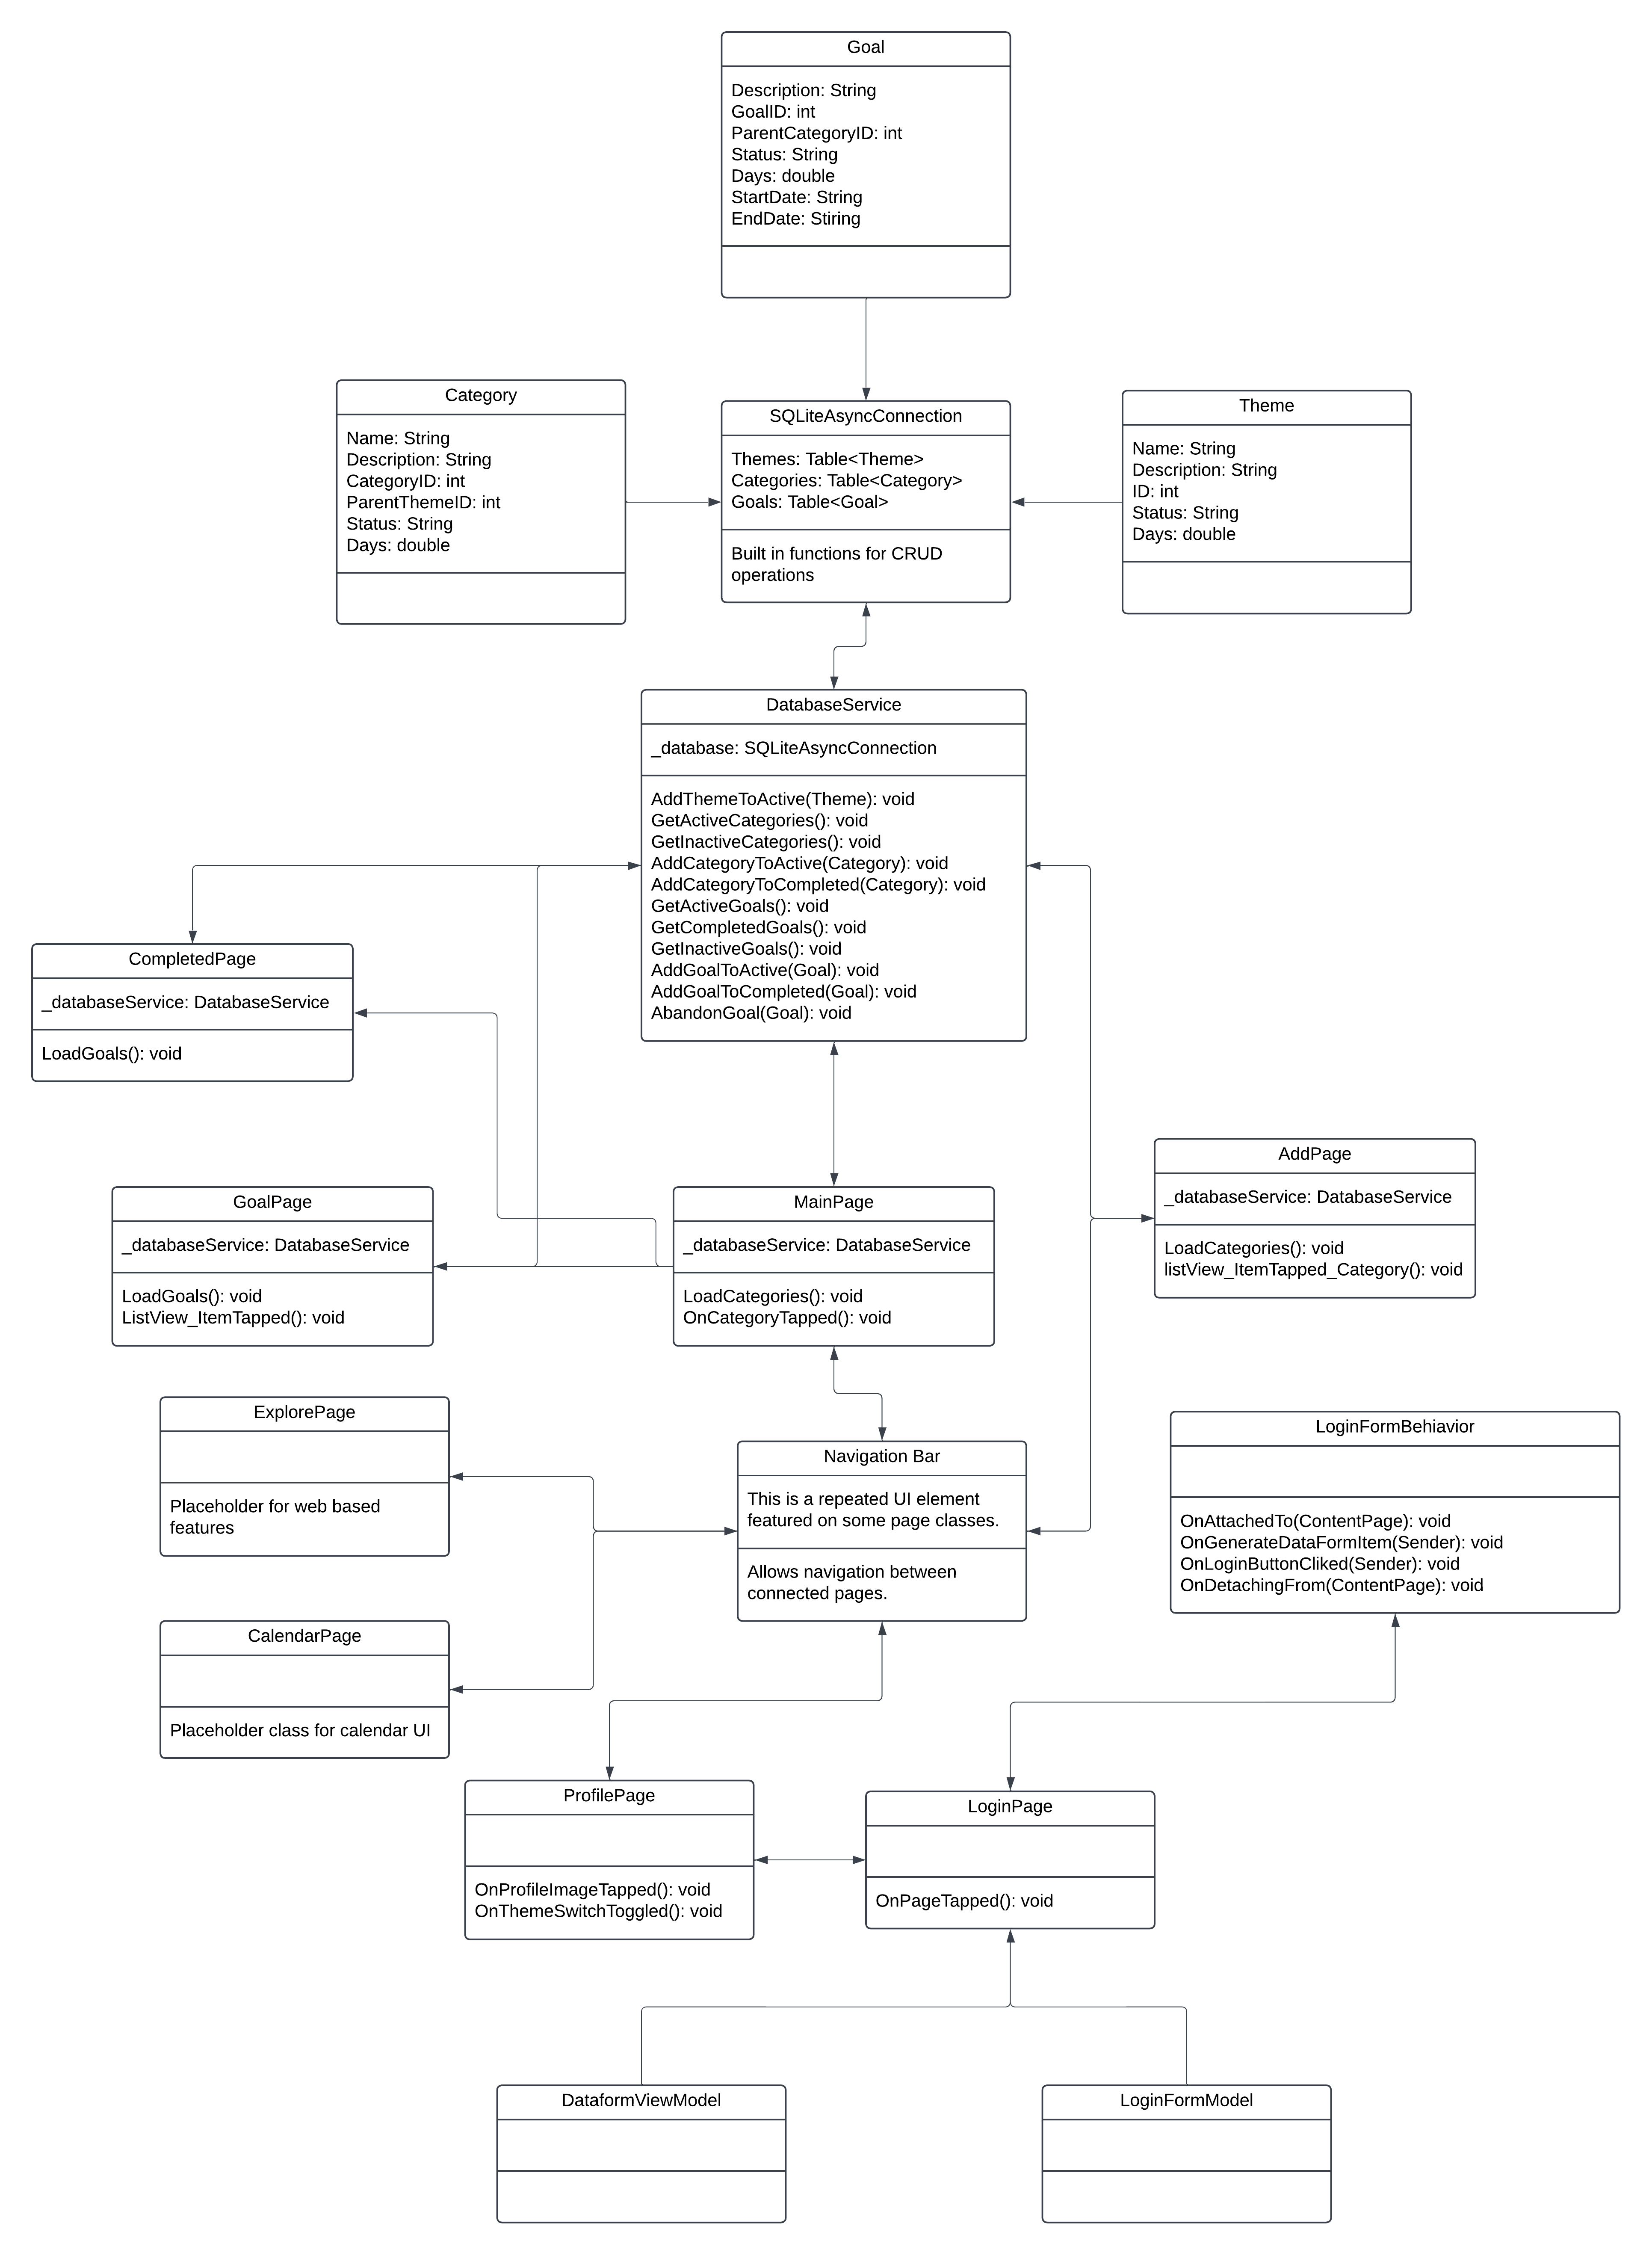 Goal
Description: String
GoalID: int
ParentCategoryID: int
Status: String
Days: double
StartDate: String
EndDate: Stiring
Category
Name: String
Description: String
CategoryID: int
ParentThemeID: int
Status: String
Days: double
SQLiteAsyncConnection
Themes: Table<Theme>
Categories: Table<Category>
Goals: Table<Goal>
Built in functions for CRUD
operations
Theme
Name: String
Description: String
ID: int
Status: String
Days: double
DatabaseService
_database: SQLiteAsyncConnection
AddThemeToActive(Theme): void
GetActiveCategories(): void
GetInactiveCategories(): void
AddCategoryToActive(Category): void
AddCategoryToCompleted(Category): void
GetActiveGoals(): void
GetCompletedGoals(): void
GetInactiveGoals(): void
AddGoalToActive(Goal): void
AddGoalToCompleted(Goal): void
AbandonGoal(Goal): void
CompletedPage
_databaseService: DatabaseService
LoadGoals(): void
GoalPage
_databaseService: DatabaseService
LoadGoals(): void
ListView_ItemTapped(): void
MainPage
_databaseService: DatabaseService
LoadCategories(): void
OnCategoryTapped(): void
AddPage
_databaseService: DatabaseService
LoadCategories(): void
listView_ItemTapped_Category(): void
ExplorePage
Placeholder for web based
features
Navigation Bar
This is a repeated UI element
featured on some page classes.
Allows navigation between
connected pages.
LoginFormBehiavior
OnAttachedTo(ContentPage): void
OnGenerateDataFormItem(Sender): void
OnLoginButtonCliked(Sender): void
OnDetachingFrom(ContentPage): void
CalendarPage
Placeholder class for calendar UI
ProfilePage
OnProfileImageTapped(): void
OnThemeSwitchToggled(): void
LoginPage
OnPageTapped(): void
DataformViewModel
LoginFormModel